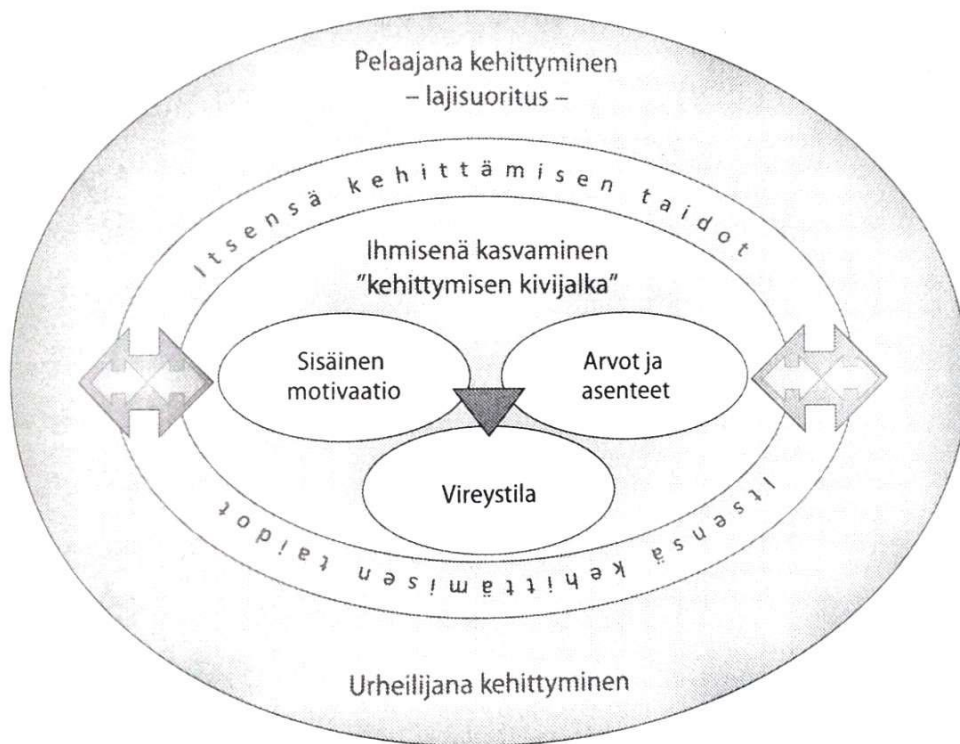 Pelaajana kehittyminen
– lajisuoritus –
Itsensä kehittämisen taidot
Ihmisenä kasvaminen
”kehittymisen kivijalka”
Sisäinen
motivaatio
Arvot ja
asenteet
Vireystila
Itsensä kehittämisen taidot
Urheilijana kehittyminen